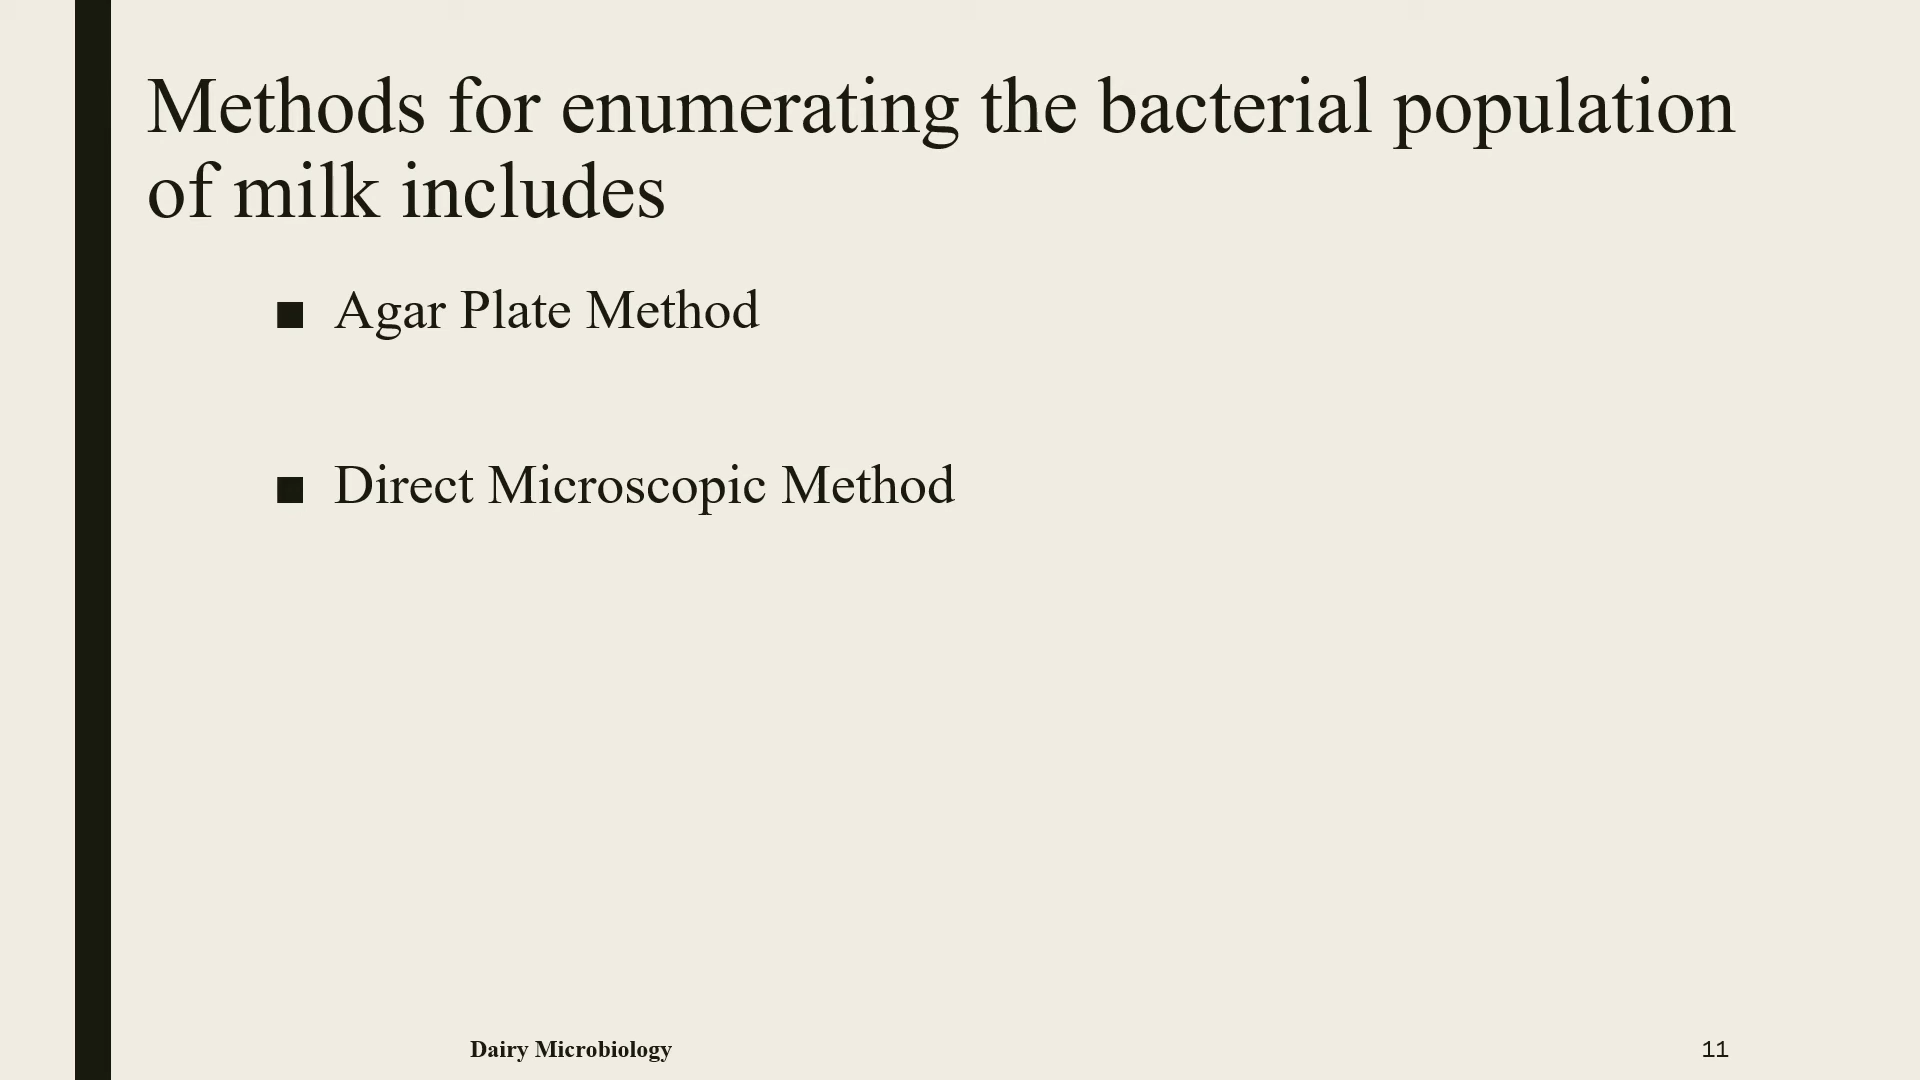 Methods for enumerating the bacterial population
of milk includes
■ Agar Plate Method
■ Direct Microscopic Method
Dairy Microbiology
11